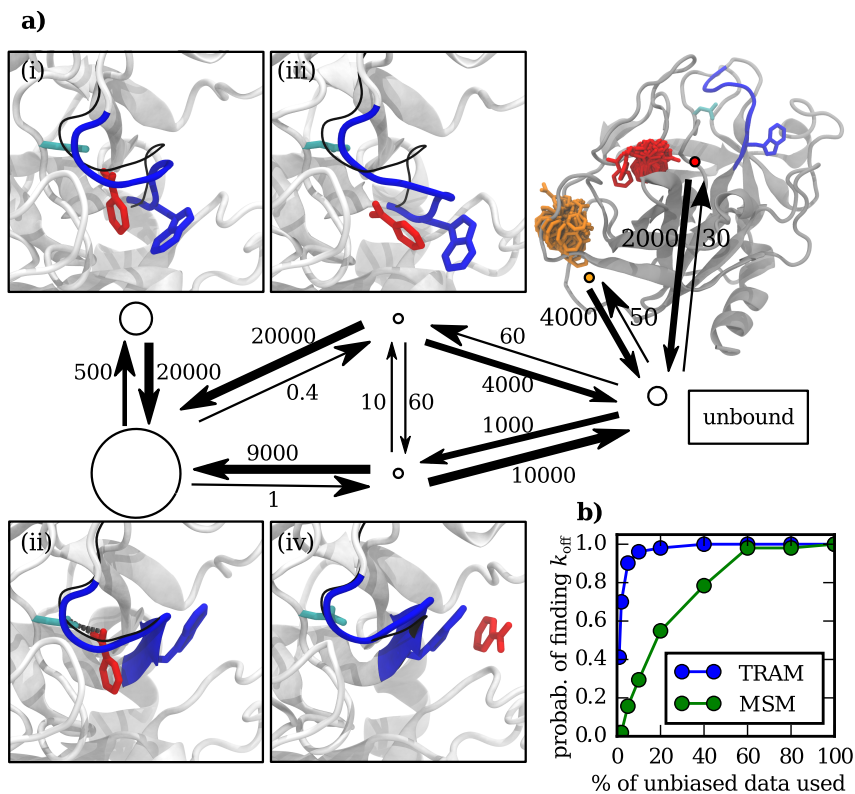 a)
(i)
(iii)
2000
30
4000
50
500
20000
20000
0.4
60
4000
10
60
unbound
1000
9000
10000
1
(ii)
(iv)
b)
probab. of finding k_off
1.0
0.8
0.6
0.4
0.2
0.0
TRAM
MSM
0
20
40
60
80
100
% of unbiased data used